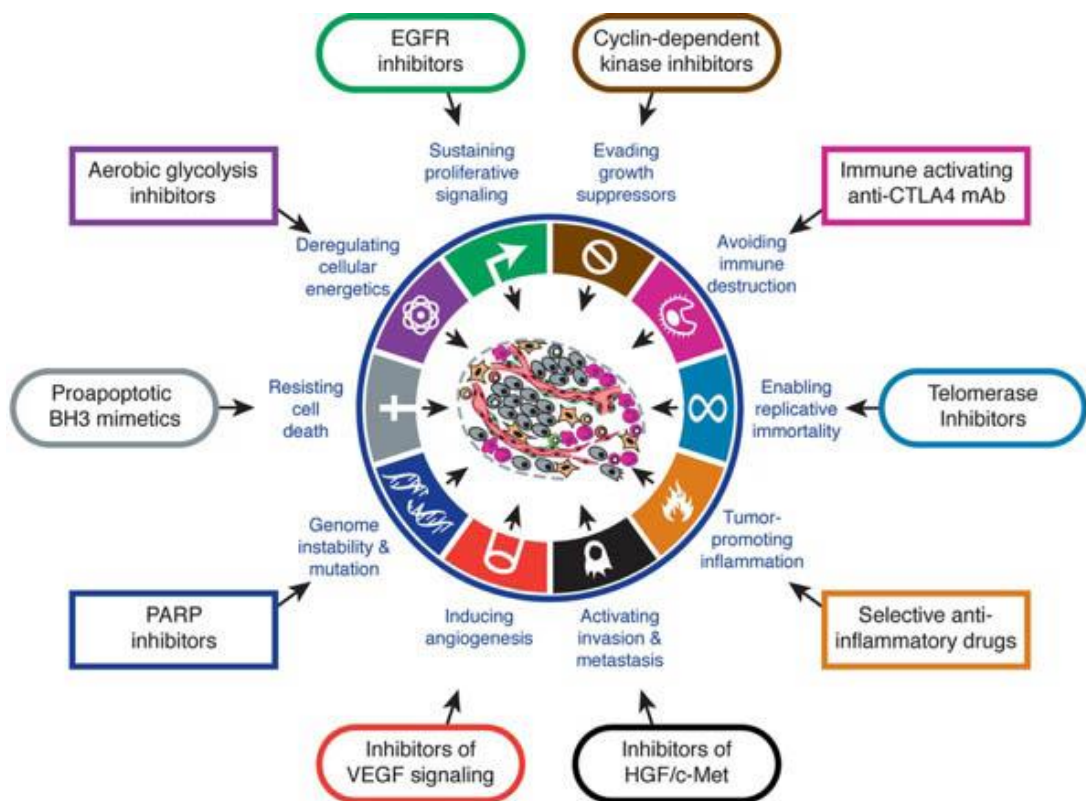 EGFR
inhibitors
Cyclin-dependent
kinase inhibitors
Sustaining
proliferative
signaling
Evading
growth
suppressors
Aerobic glycolysis
inhibitors
Immune activating
anti-CTLA4 mAb
Deregulating
cellular
energetics
Avoiding
immune
destruction
Proapoptotic
BH3 mimetics
Resisting
cell
death
Enabling
replicative
immortality
Telomerase
Inhibitors
Genome
instability &
mutation
Tumor-
promoting
inflammation
PARP
inhibitors
Inducing
angiogenesis
Activating
invasion &
metastasis
Selective anti-
inflammatory drugs
Inhibitors of
VEGF signaling
Inhibitors of
HGF/c-Met